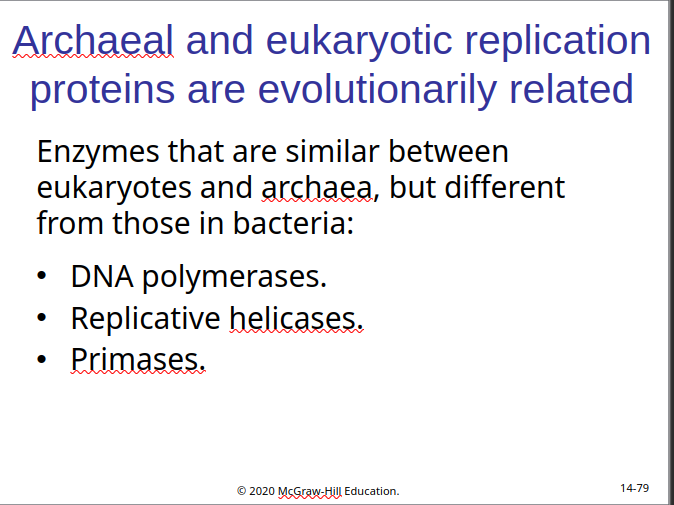 Archaeal and eukaryotic replication
proteins are evolutionarily related
Enzymes that are similar between
eukaryotes and archaea, but different
from those in bacteria:
• DNA polymerases.
• Replicative helicases.
• Primases.
© 2020 McGraw-Hill Education.
14-79